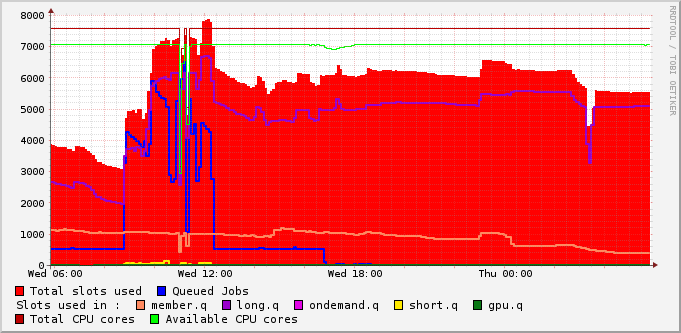 8000
7000
6000
5000
4000
3000
2000
1000
0
Wed 06:00 Wed 12:00 Wed 18:00 Thu 00:00
RRDTOOL / TOBI OETIKER
Total slots used Queued Jobs
Slots used in : member.q long.q ondemand.q short.q gpu.q
Total CPU cores Available CPU cores